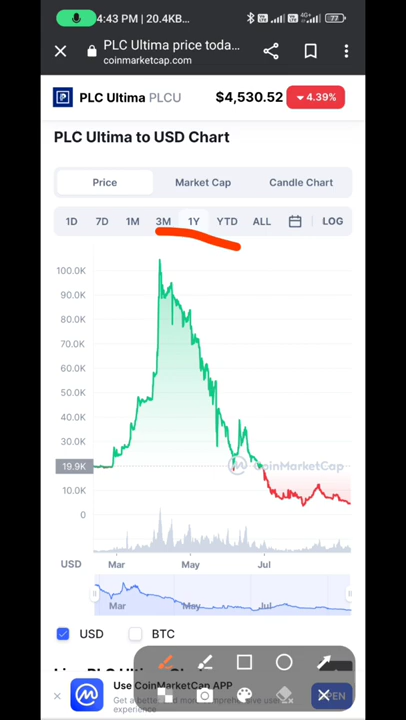 4:43 PM | 20.4KB...
77
PLC Ultima price toda...
coinmarketcap.com
PLC Ultima PLCU
$4,530.52
4.39%
PLC Ultima to USD Chart
Price Market Cap Candle Chart
1D 7D 1M 3M 1Y YTD ALL LOG
100.0K
90.0K
80.0K
70.0K
60.0K
50.0K
40.0K
30.0K
19.9K
CoinMarketCap
10.0K
0
USD Mar May Jul
Mar May Jul
USD BTC
Use CoinMarketCap APP
experience